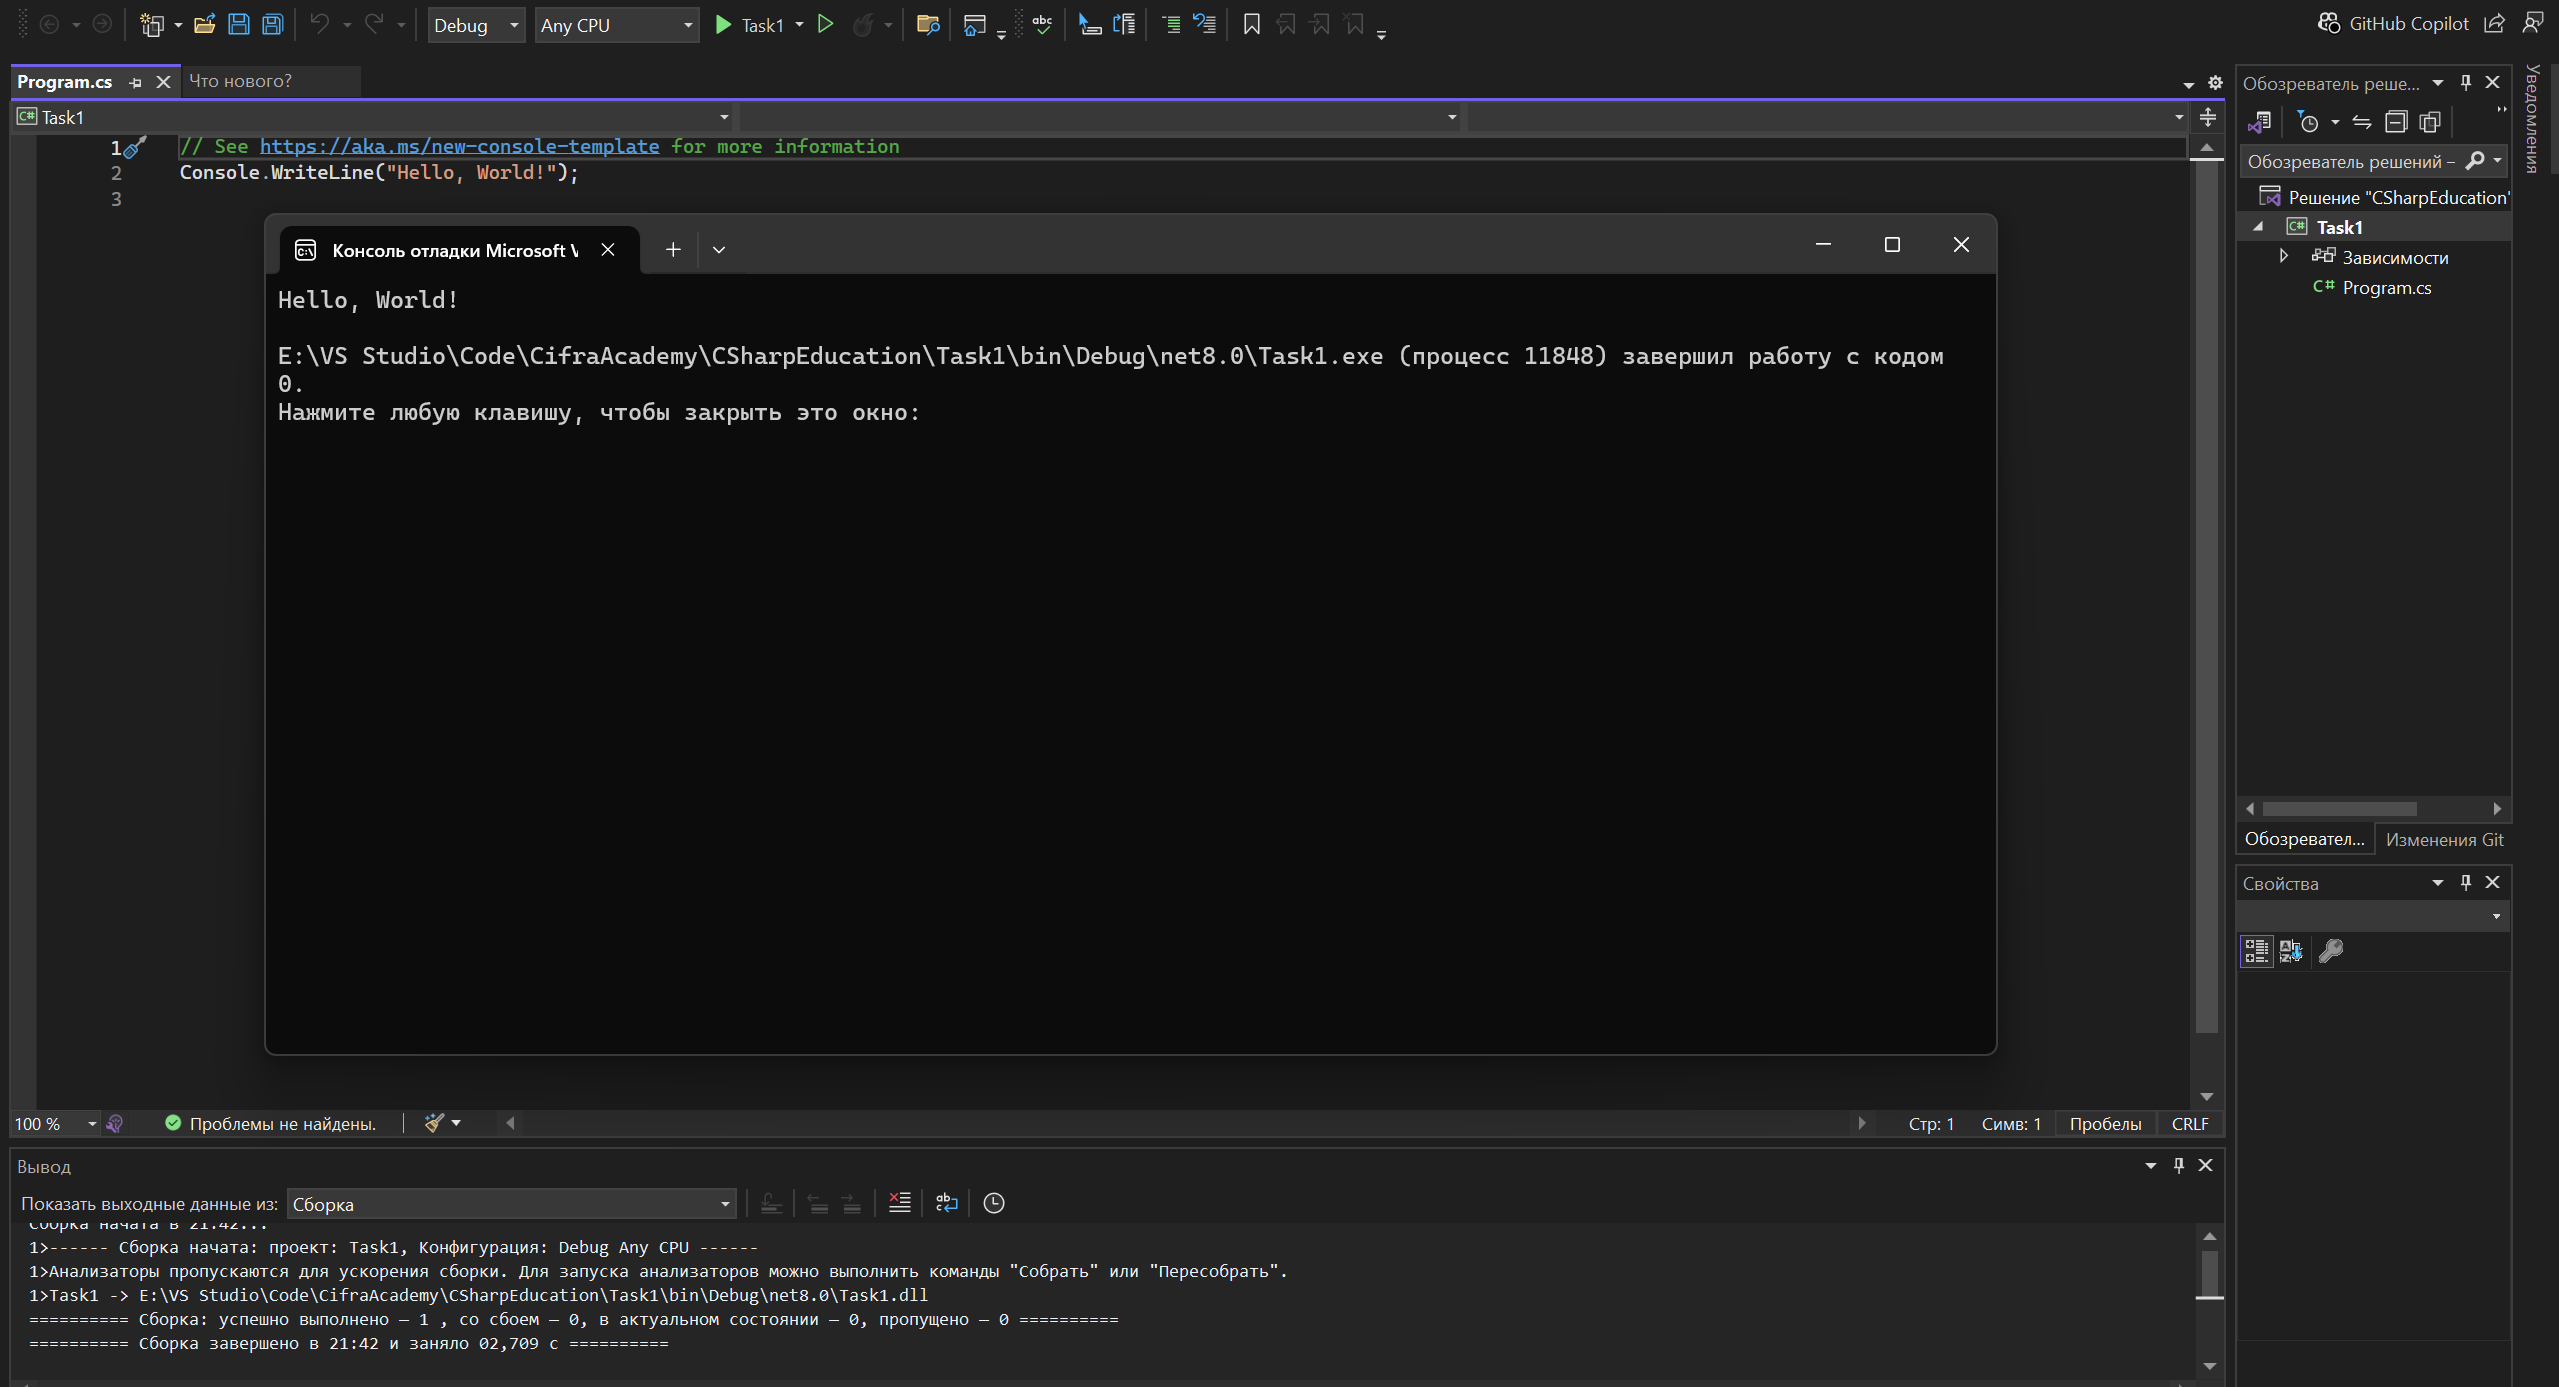 Debug Any CPU Task1 GitHub Copilot
Program.cs Что нового?
Task1
1 // See https://aka.ms/new-console-template for more information
2 Console.WriteLine("Hello, World!");
3
Консоль отладки Microsoft V
Hello, World!
E:\VS Studio\Code\CifraAcademy\CSharpEducation\Task1\bin\Debug\net8.0\Task1.exe (процесс 11848) завершил работу с кодом
0.
Нажмите любую клавишу, чтобы закрыть это окно:
100 % Проблемы не найдены. Стр: 1 Симв: 1 Пробелы CRLF
Вывод
Показать выходные данные из: Сборка
Сборка начата в 21:42...
1>------ Сборка начата: проект: Task1, Конфигурация: Debug Any CPU ------
1>Анализаторы пропускаются для ускорения сборки. Для запуска анализаторов можно выполнить команды "Собрать" или "Пересобрать".
1>Task1 -> E:\VS Studio\Code\CifraAcademy\CSharpEducation\Task1\bin\Debug\net8.0\Task1.dll
========== Сборка: успешно выполнено — 1 , со сбоем — 0, в актуальном состоянии — 0, пропущено — 0 ==========
========== Сборка завершено в 21:42 и заняло 02,709 с ==========
Обозреватель реше...
Обозреватель решений –
Решение "CSharpEducation"
Task1
Зависимости
C# Program.cs
Обозревател... Изменения Git
Свойства
Уведомления